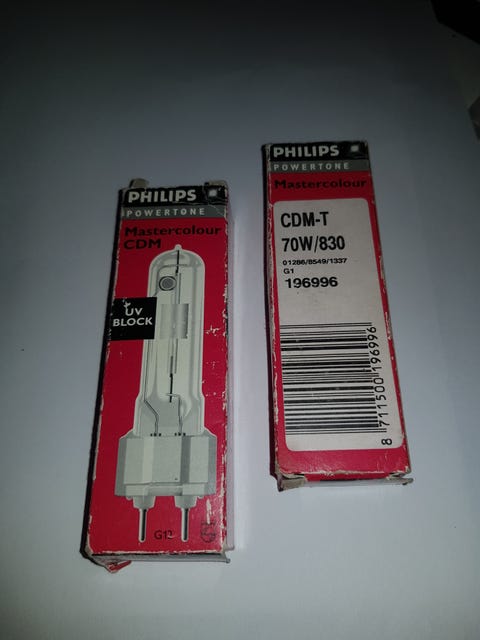 PHILIPS
POWERTONE
Mastercolour
CDM
UV
BLOCK
G12
PHILIPS
POWERTONE
Mastercolour
CDM-T
70W/830
01286/8549/1337
G1
196996
8 711500 196996